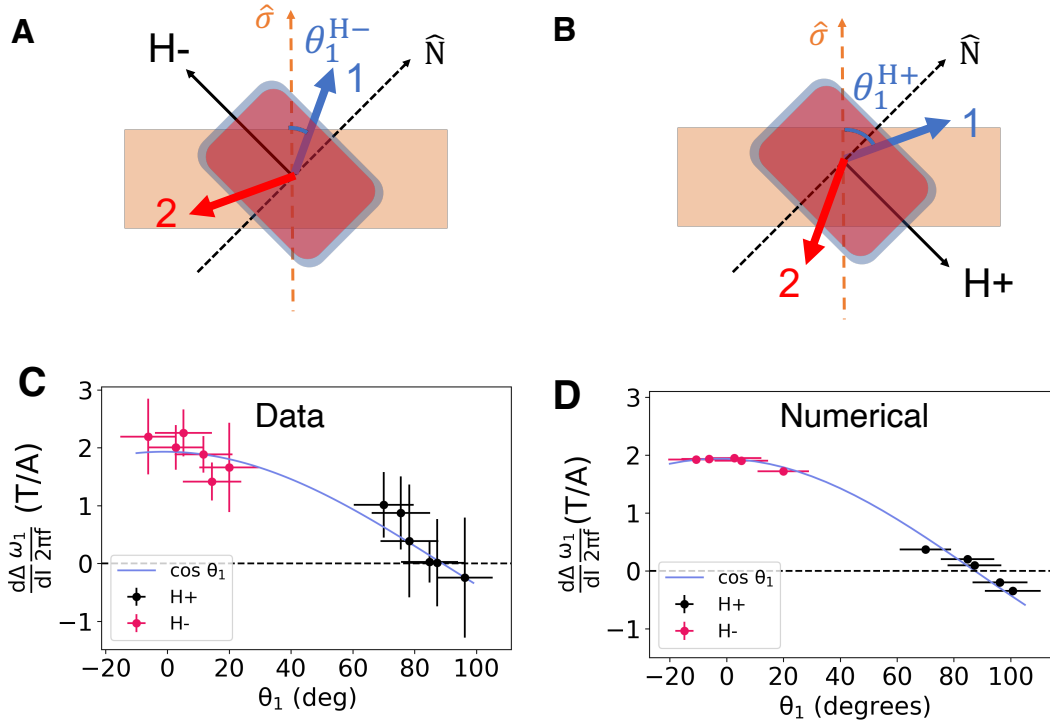 A
σ̂
θ₁ᴴ⁻
N̂
H-
1
2
B
σ̂
θ₁ᴴ⁺
N̂
1
2
H+
C
Data
3
2
1
0
−1
dΔ/dI ω₁/2πf (T/A)
cos θ₁
H+
H-
−20 0 20 40 60 80 100
θ₁ (deg)
D
Numerical
3
2
1
0
−1
dΔ/dI ω₁/2πf (T/A)
cos θ₁
H+
H-
−20 0 20 40 60 80 100
θ₁ (degrees)